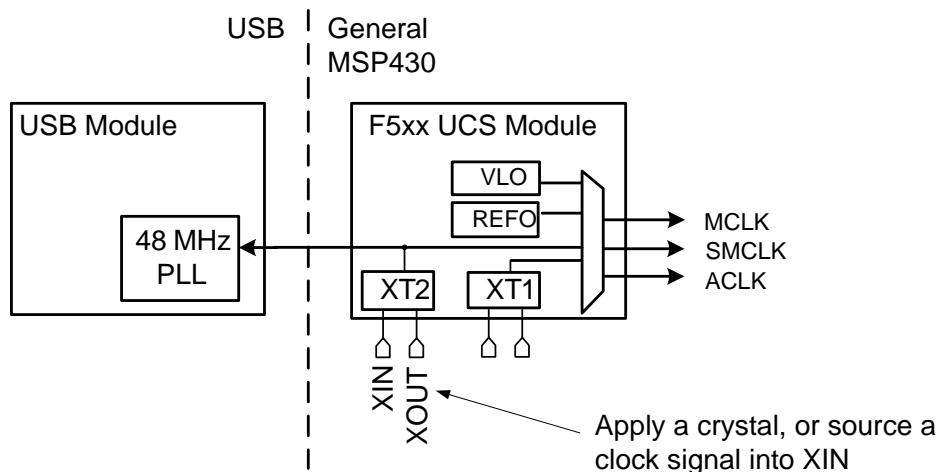 USB
General
MSP430
USB Module
F5xx UCS Module
VLO
REFO
48 MHz
PLL
MCLK
SMCLK
ACLK
XT2
XT1
XIN
XOUT
Apply a crystal, or source a
clock signal into XIN